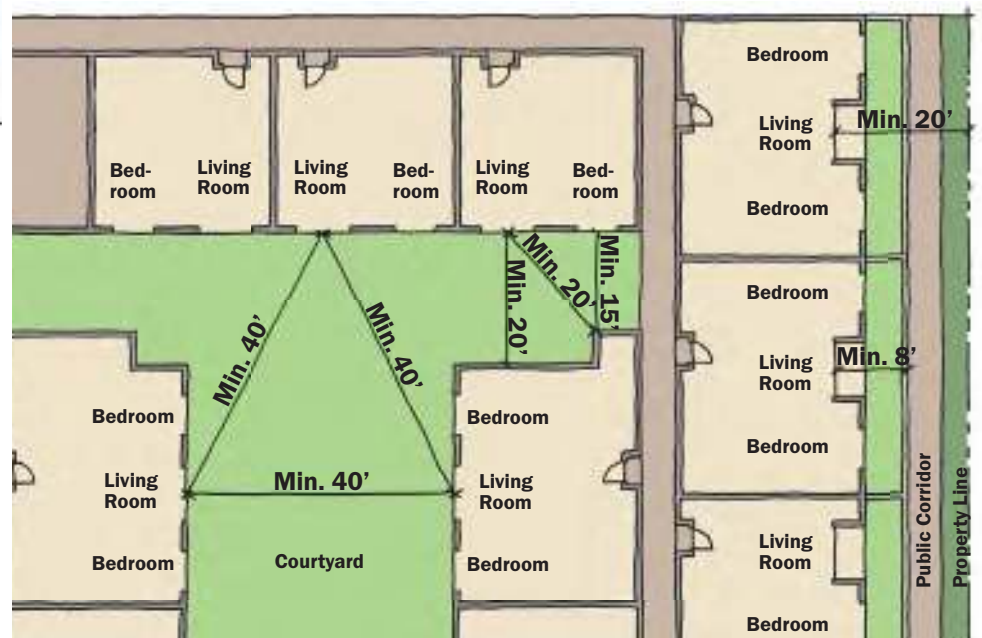 Bedroom
Living
Room
Min. 20’
Bedroom
Bed-
room
Living
Room
Living
Room
Bed-
room
Living
Room
Bed-
room
Min. 40’
Min. 40’
Min. 20’
Min. 20’
Min. 15’
Bedroom
Living
Room
Min. 8’
Bedroom
Bedroom
Living
Room
Bedroom
Min. 40’
Bedroom
Living
Room
Bedroom
Courtyard
Living
Room
Bedroom
Public Corridor
Property Line